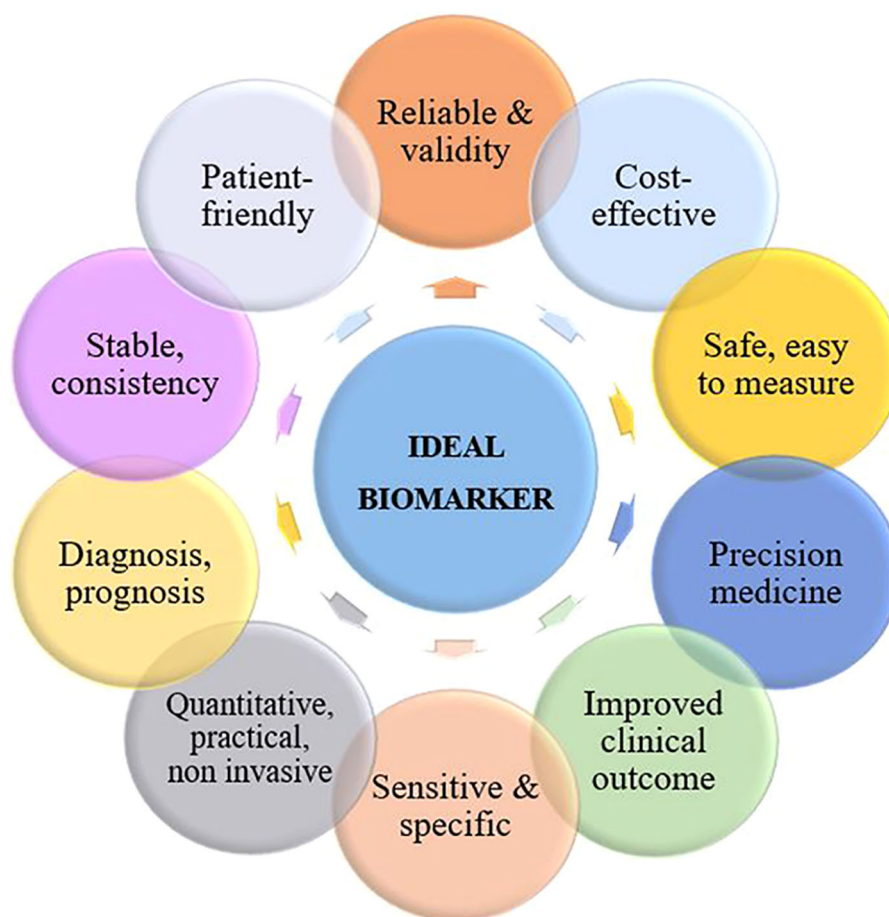 Reliable &
validity
Cost-
effective
Safe, easy
to measure
Precision
medicine
Improved
clinical
outcome
Sensitive &
specific
Quantitative,
practical,
non invasive
Diagnosis,
prognosis
Stable,
consistency
Patient-
friendly
IDEAL
BIOMARKER